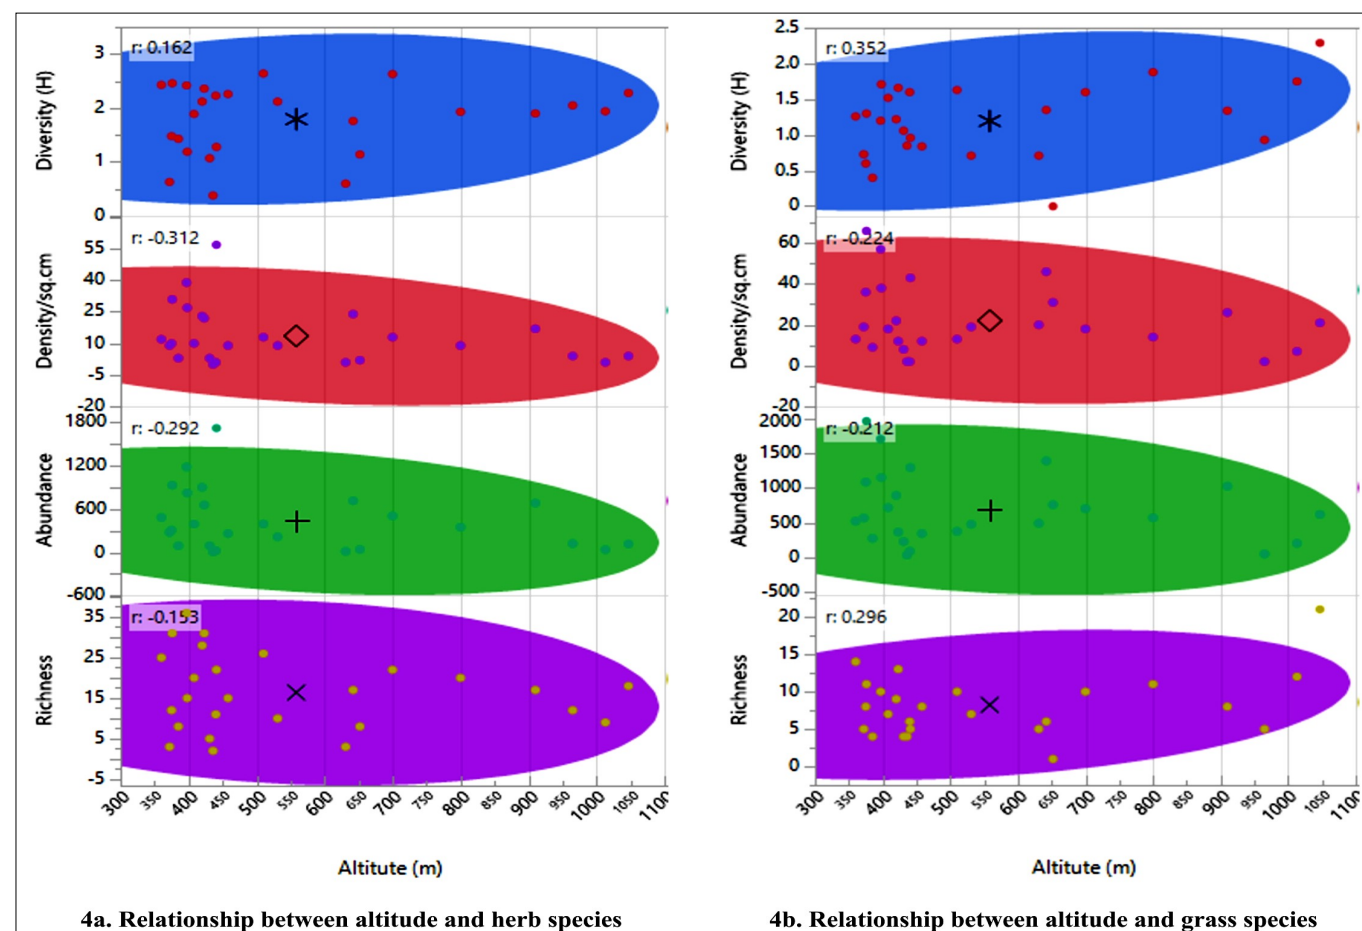 r: 0.162
3
2
1
0
Diversity (H)
r: -0.312
55
40
25
10
-5
-20
Density/sq.cm
r: -0.292
1800
1200
600
0
-600
Abundance
r: -0.153
35
25
15
5
-5
Richness
300 350 400 450 500 550 600 650 700 750 800 850 900 950 1000 1050 1100
Altitute (m)
4a. Relationship between altitude and herb species
r: 0.352
2.5
2.0
1.5
1.0
0.5
0
Diversity (H)
r: -0.224
60
40
20
0
-20
Density/sq.cm
r: -0.212
2000
1500
1000
500
0
-500
Abundance
r: 0.296
20
15
10
5
0
Richness
300 350 400 450 500 550 600 650 700 750 800 850 900 950 1000 1050 1100
Altitute (m)
4b. Relationship between altitude and grass species